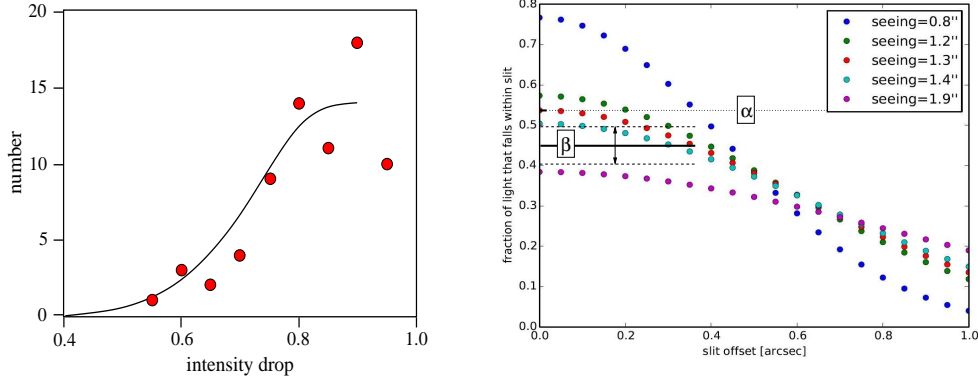 20
15
10
5
0
number
0.4 0.6 0.8 1.0
intensity drop
0.8
0.7
0.6
0.5
0.4
0.3
0.2
0.1
0.0
fraction of light that falls within slit
seeing=0.8''
seeing=1.2''
seeing=1.3''
seeing=1.4''
seeing=1.9''
α
β
0.0 0.2 0.4 0.6 0.8 1.0
slit offset [arcsec]